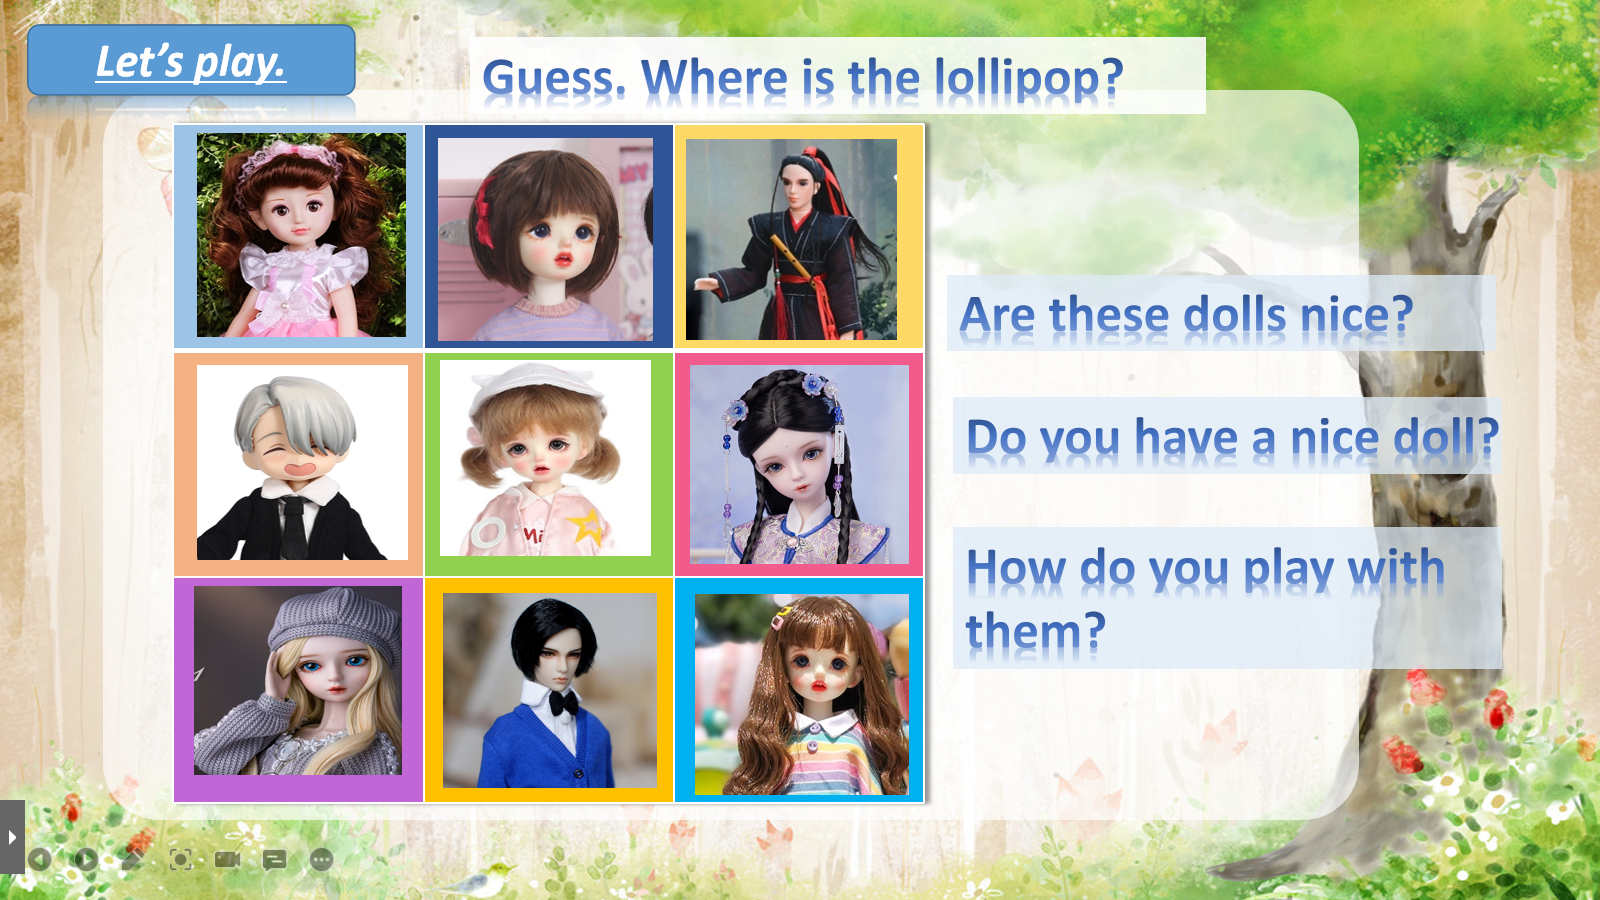 Let's play.
Guess. Where is the lollipop?
Are these dolls nice?
Do you have a nice doll?
How do you play with
them?
Mi